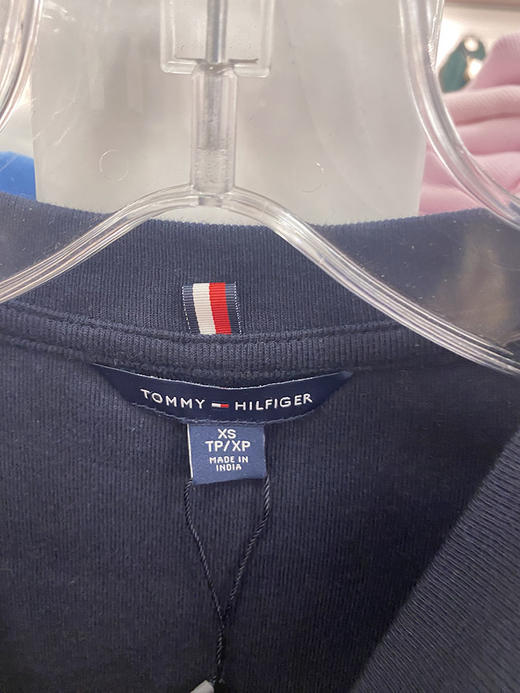 TOMMY HILFIGER
XS
TP/XP
MADE IN
INDIA